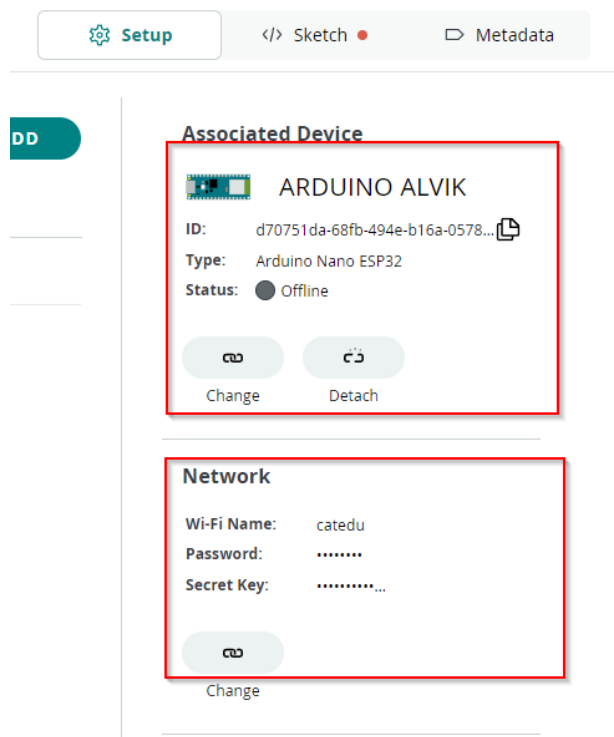 Setup
</> Sketch
Metadata
DD
Associated Device
ARDUINO ALVIK
ID: d70751da-68fb-494e-b16a-0578...
Type: Arduino Nano ESP32
Status: Offline
Change Detach
Network
Wi-Fi Name: catedu
Password: ••••••••
Secret Key: ••••••••••...
Change